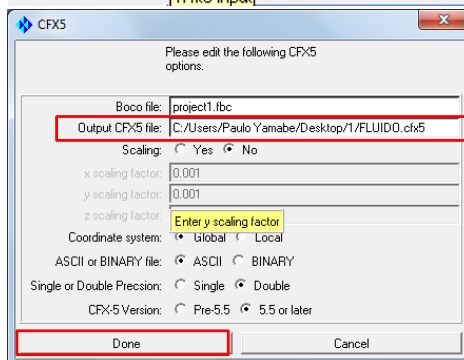 CFX5
Please edit the following CFX5
options.
Boco file: project1.fbc
Output CFX5 file: C:/Users/Paulo Yamabe/Desktop/1/FLUIDO.cfx5
Scaling: Yes No
x scaling factor: 0.001
y scaling factor: 0.001
z scaling factor:
Enter y scaling factor
Coordinate system: Global Local
ASCII or BINARY file: ASCII BINARY
Single or Double Precsion: Single Double
CFX-5 Version: Pre-5.5 5.5 or later
Done Cancel